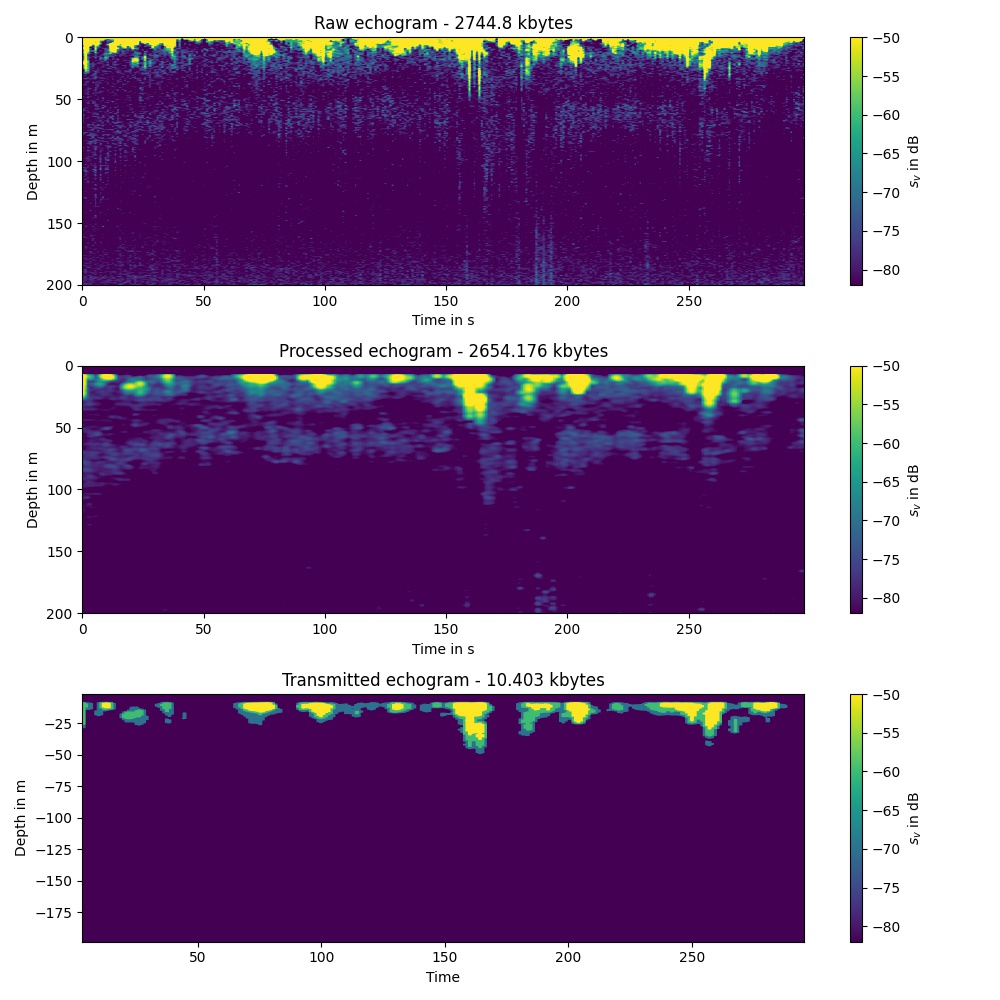 Raw echogram - 2744.8 kbytes
0
50
100
150
200
Depth in m
0 50 100 150 200 250
Time in s
−50
−55
−60
−65
−70
−75
−80
sv in dB
Processed echogram - 2654.176 kbytes
0
50
100
150
200
Depth in m
0 50 100 150 200 250
Time in s
−50
−55
−60
−65
−70
−75
−80
sv in dB
Transmitted echogram - 10.403 kbytes
−25
−50
−75
−100
−125
−150
−175
Depth in m
50 100 150 200 250
Time
−50
−55
−60
−65
−70
−75
−80
sv in dB